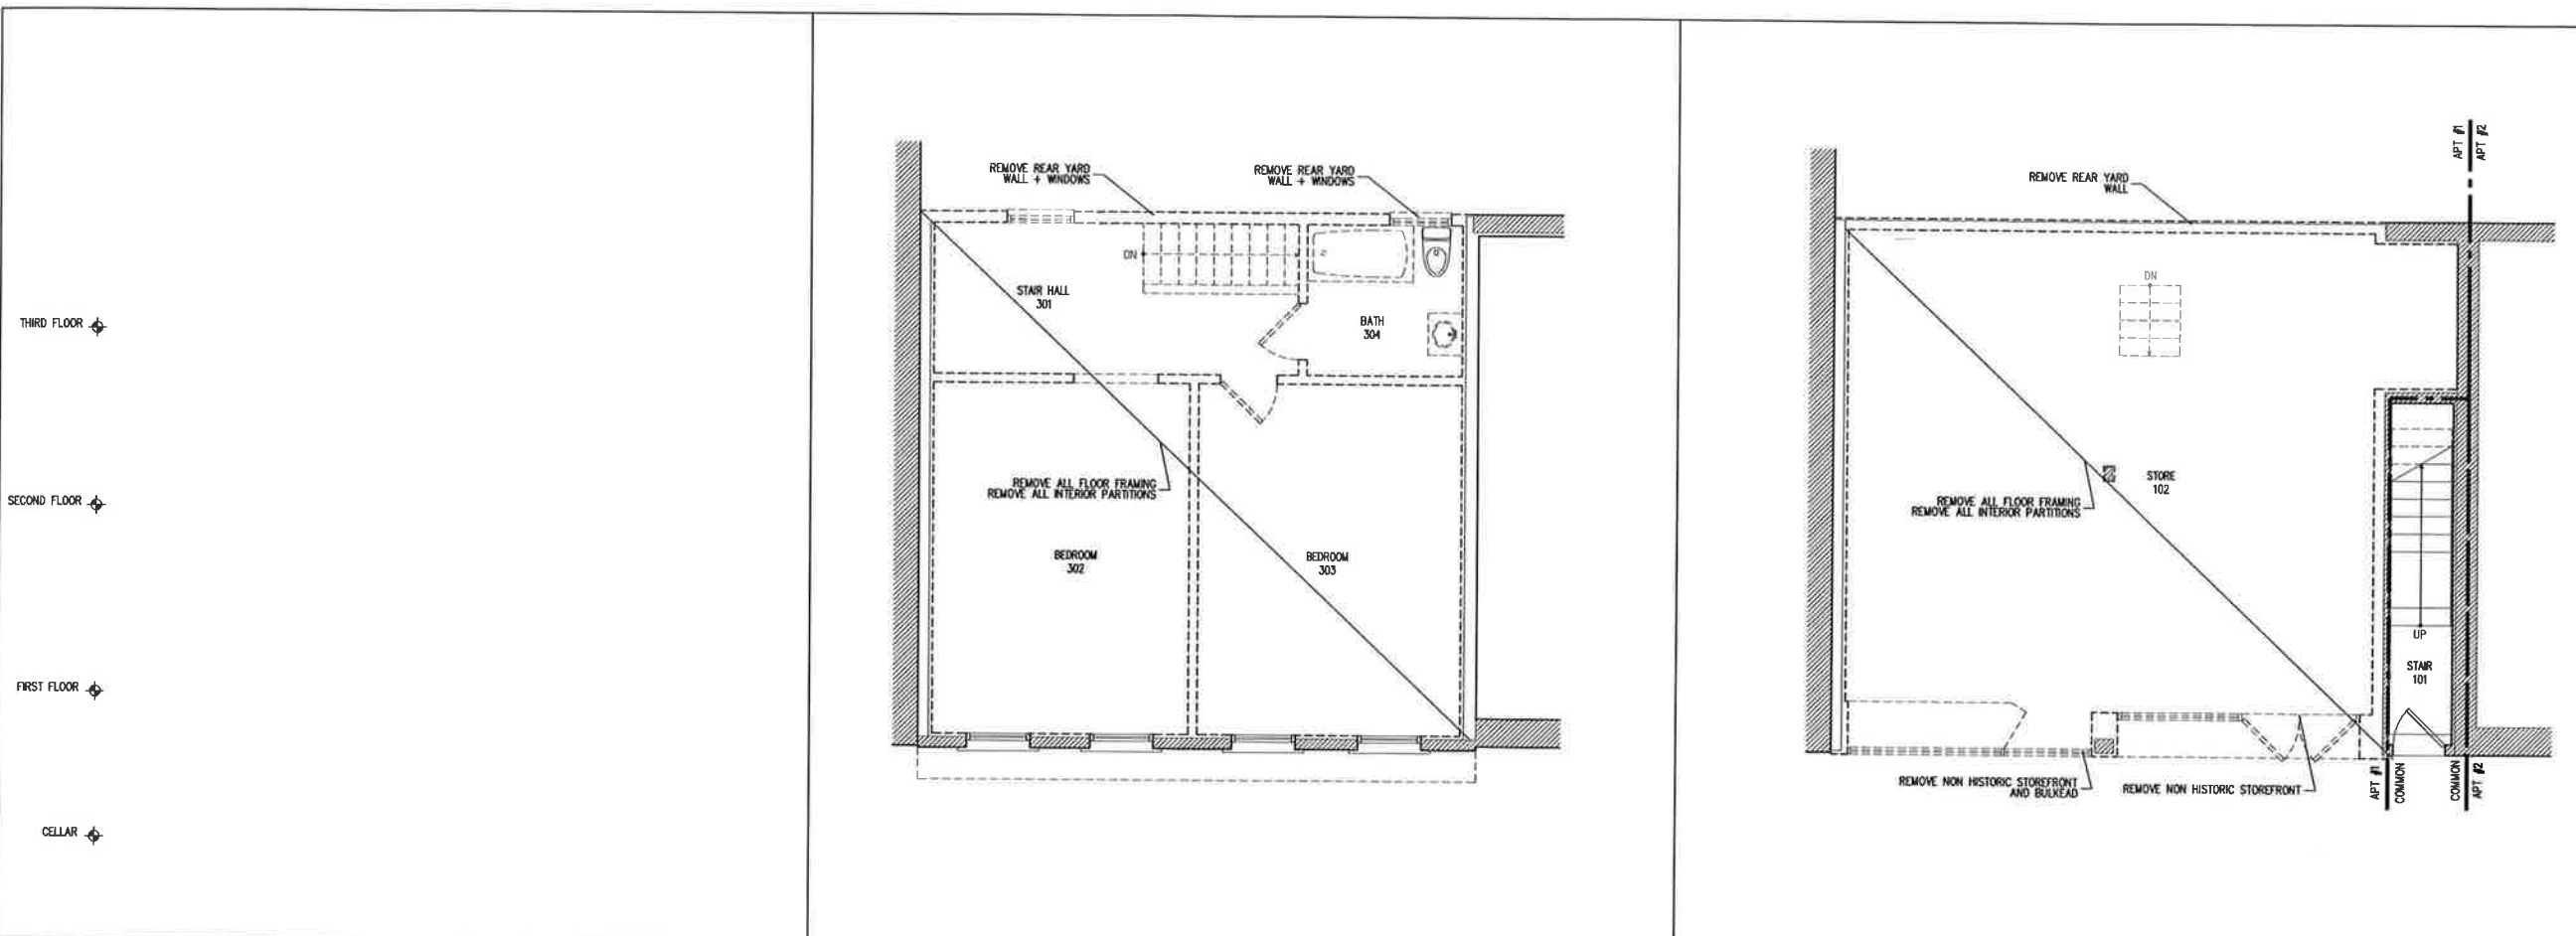 THIRD FLOOR
SECOND FLOOR
FIRST FLOOR
CELLAR
REMOVE REAR YARD
WALL + WINDOWS
REMOVE REAR YARD
WALL + WINDOWS
DN
STAIR HALL
301
BATH
304
REMOVE ALL FLOOR FRAMING
REMOVE ALL INTERIOR PARTITIONS
BEDROOM
302
BEDROOM
303
APT #1
APT #2
REMOVE REAR YARD
WALL
DN
STORE
102
REMOVE ALL FLOOR FRAMING
REMOVE ALL INTERIOR PARTITIONS
UP
STAIR
101
REMOVE NON HISTORIC STOREFRONT
AND BULKEAD
REMOVE NON HISTORIC STOREFRONT
APT #1
COMMON
COMMON
APT #2